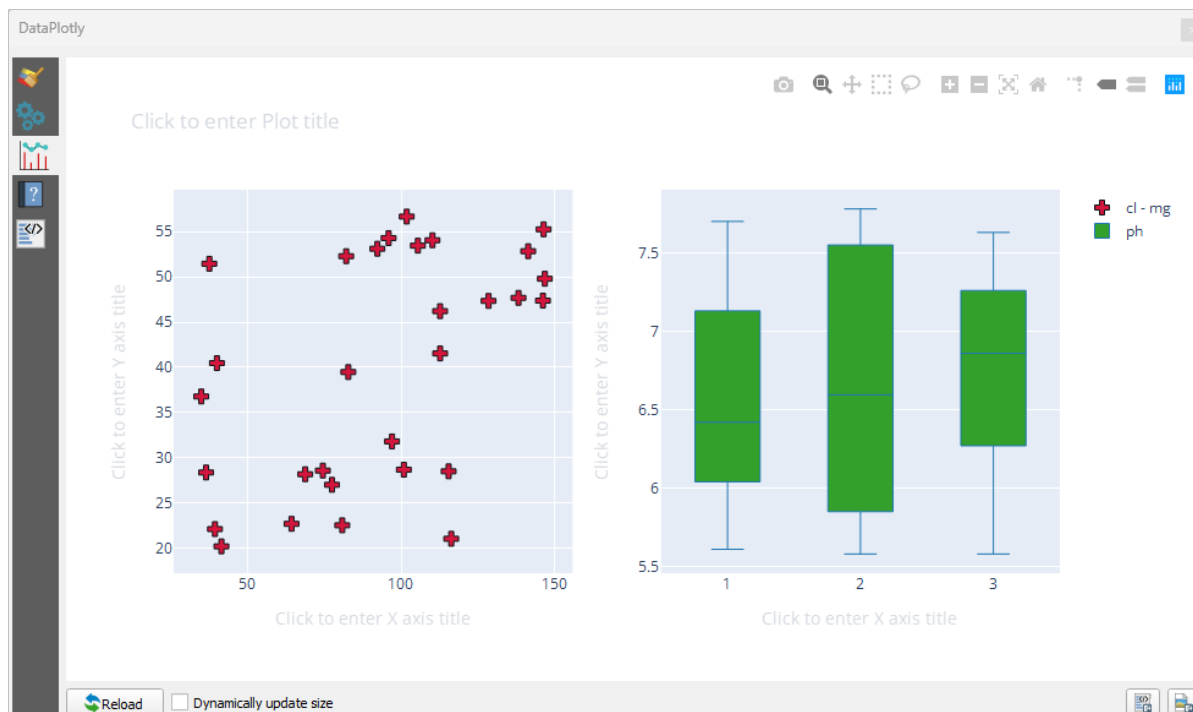 DataPlotly
Click to enter Plot title
cl - mg
ph
Click to enter Y axis title
55
50
45
40
35
30
25
20
50
100
150
Click to enter X axis title
Click to enter Y axis title
7.5
7
6.5
6
5.5
1
2
3
Click to enter X axis title
Reload
Dynamically update size